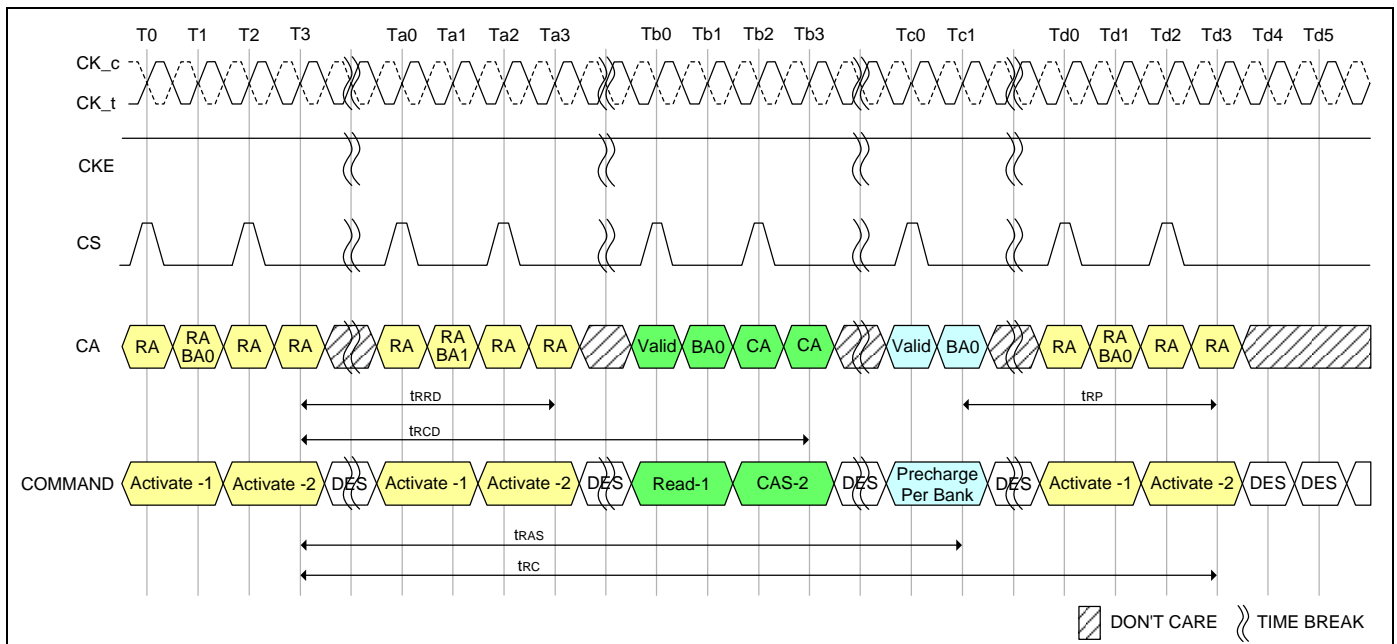 T0 T1 T2 T3 Ta0 Ta1 Ta2 Ta3 Tb0 Tb1 Tb2 Tb3 Tc0 Tc1 Td0 Td1 Td2 Td3 Td4 Td5
CK_c
CK_t
CKE
CS
CA RA RA BA0 RA RA RA RA BA1 RA RA Valid BA0 CA CA Valid BA0 RA RA BA0 RA RA
tRRD tRP
tRCD
COMMAND Activate -1 Activate -2 DES Activate -1 Activate -2 DES Read-1 CAS-2 DES Precharge Per Bank DES Activate -1 Activate -2 DES DES
tRAS
tRC
DON'T CARE TIME BREAK